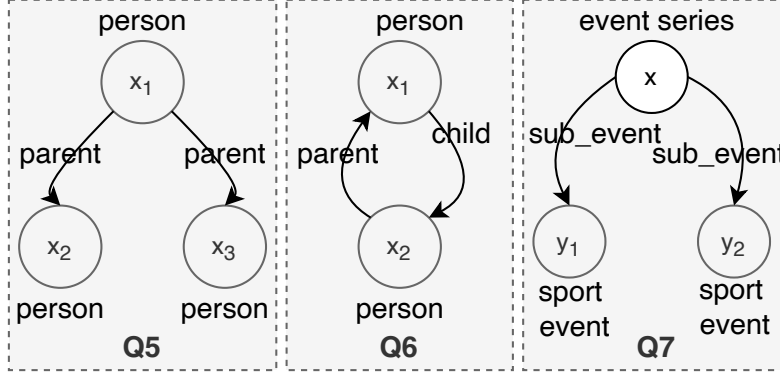 person
x1
parent
parent
x2
x3
person
person
Q5
person
x1
child
parent
x2
person
Q6
event series
x
sub_event
sub_event
y1
y2
sport
event
sport
event
Q7